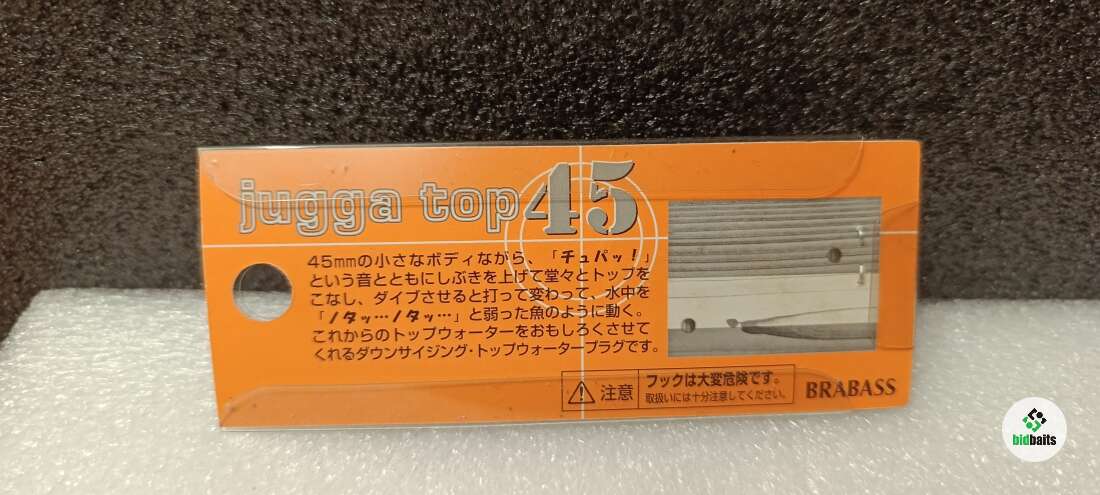 jugga top 45
45mmの小さなボディながら、「チュパッ!」
という音とともにしぶきを上げて堂々とトップを
こなし、ダイブさせると打って変わって、水中を
「ノタッ…ノタッ…」と弱った魚のように動く。
これからのトップウォーターをおもしろくさせて
くれるダウンサイジング・トップウォータープラグです。
注意
フックは大変危険です。
取扱いには十分注意してください。
BRABASS
bidbaits